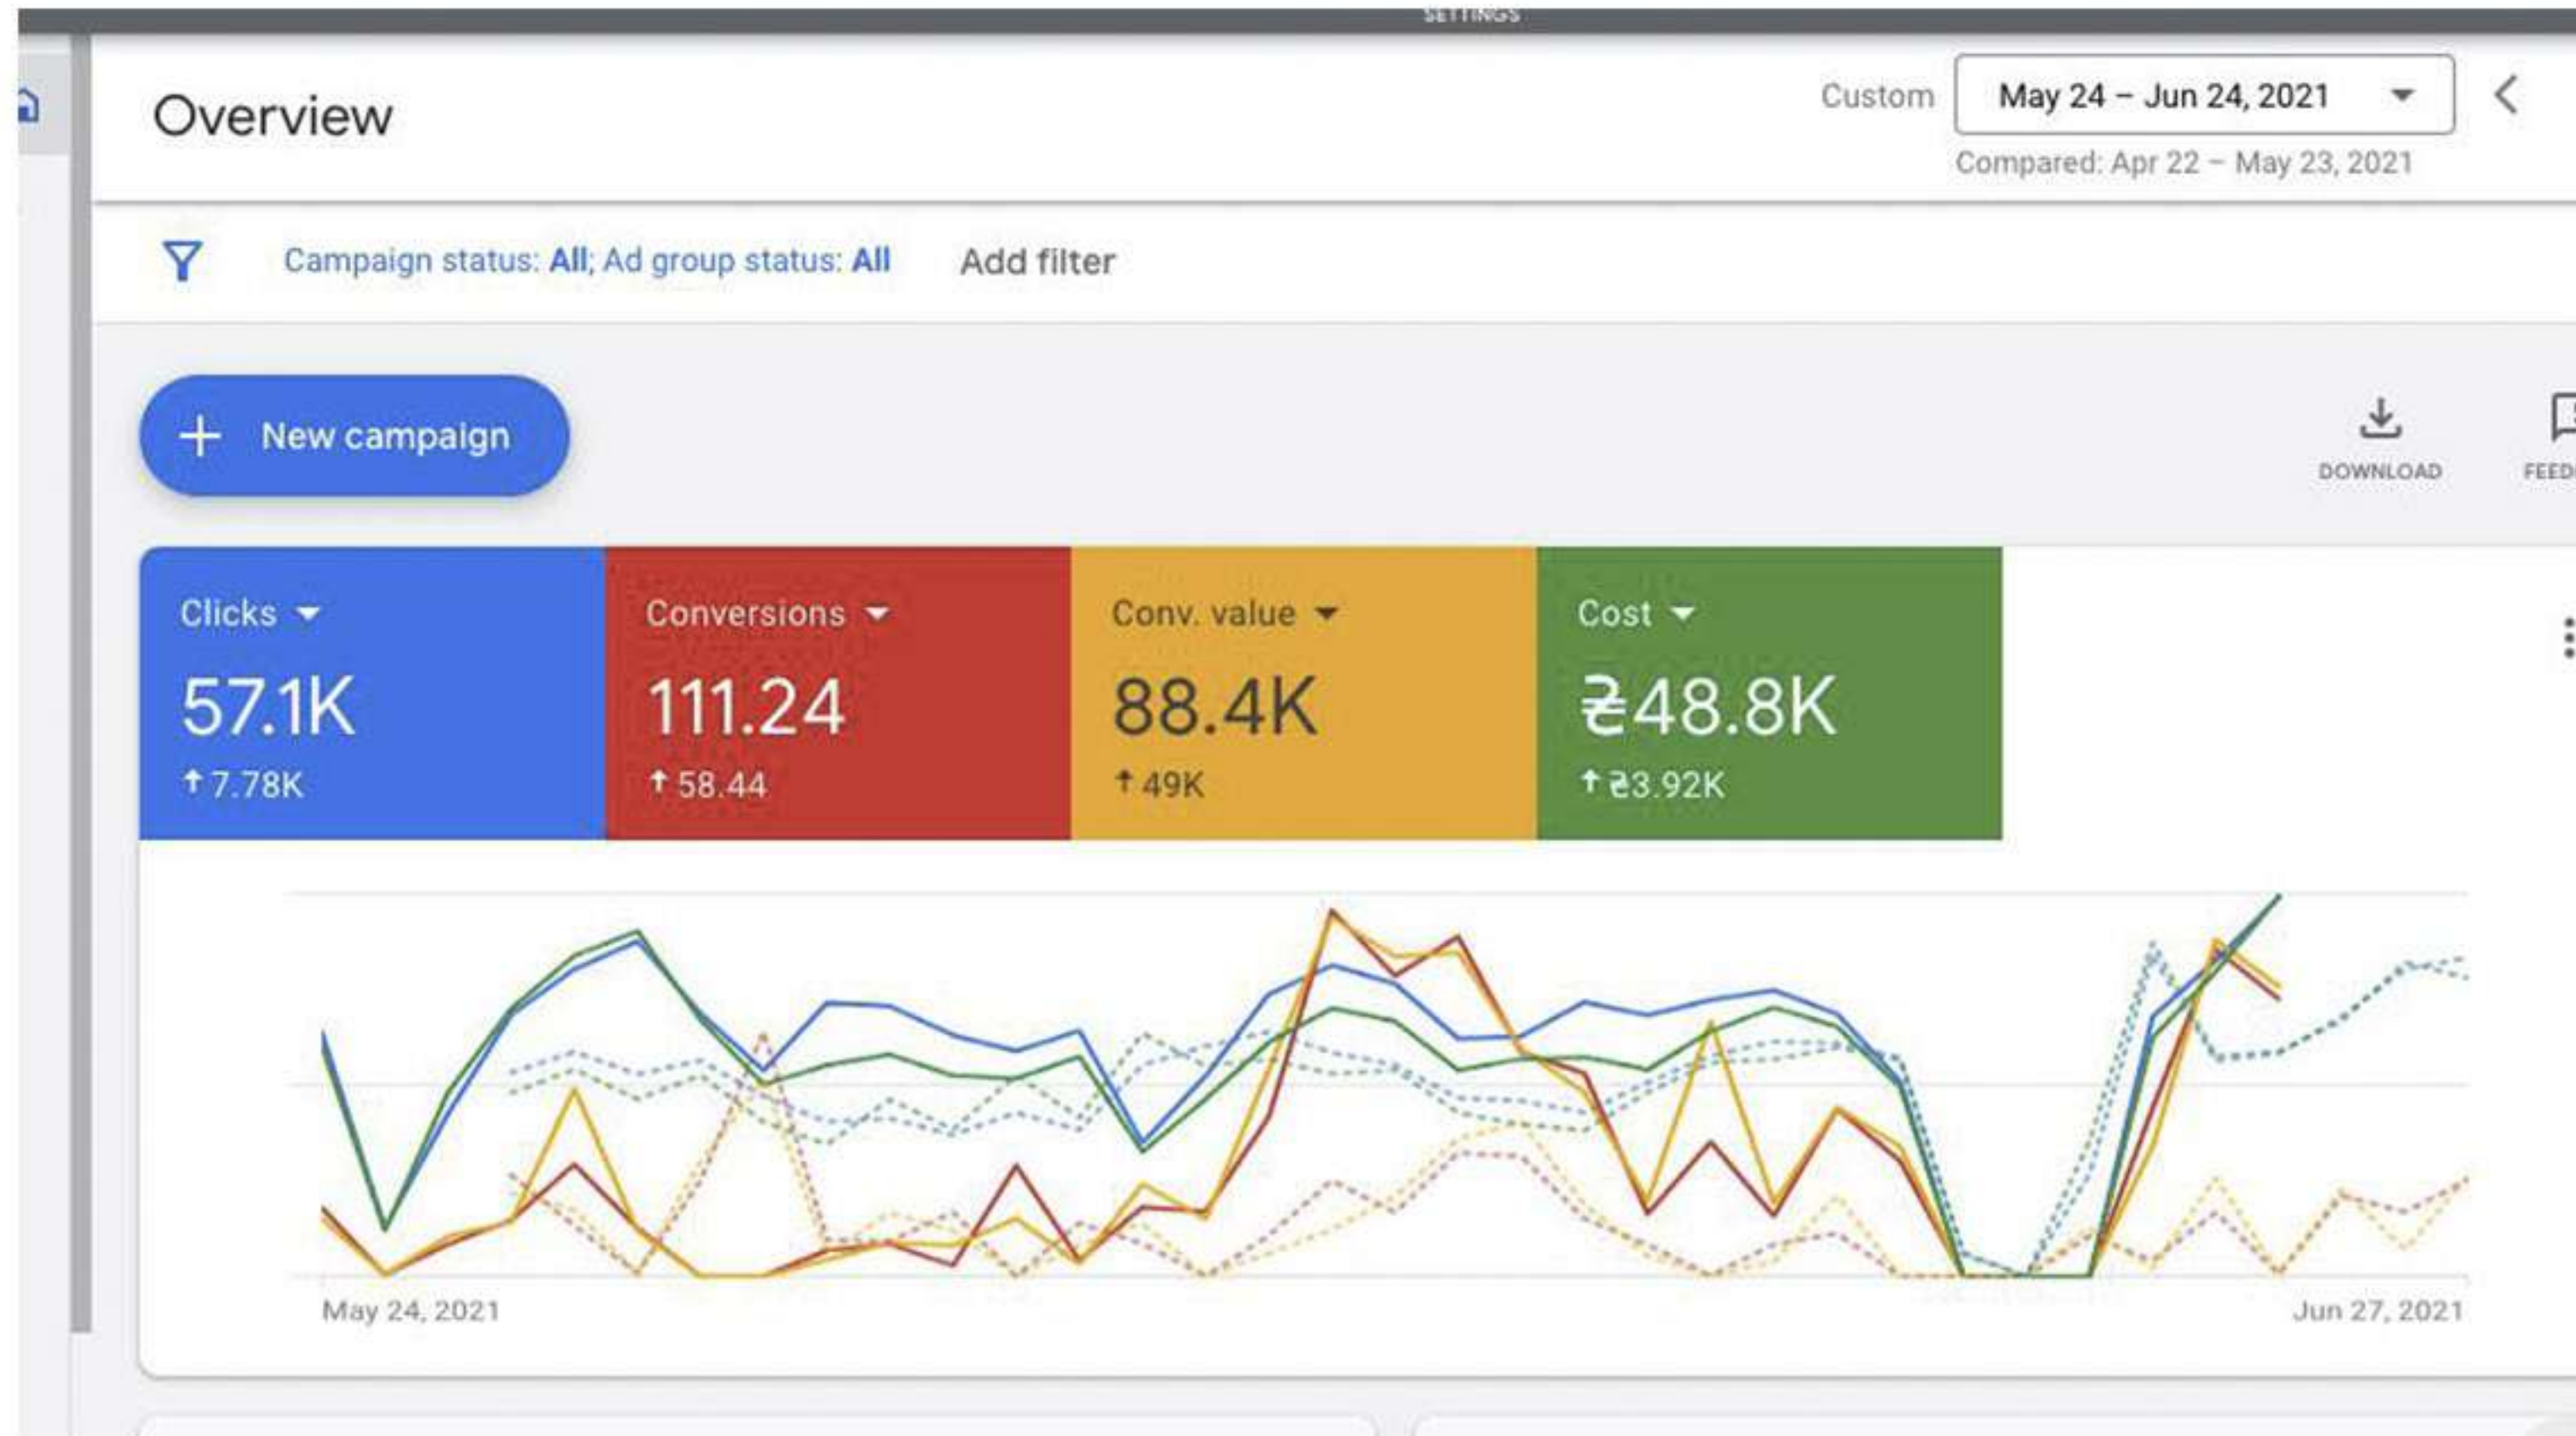 SETTINGS
Overview
Custom
May 24 – Jun 24, 2021
Compared: Apr 22 – May 23, 2021
Campaign status: All; Ad group status: All
Add filter
New campaign
DOWNLOAD
FEED
Clicks
57.1K
↑7.78K
Conversions
111.24
↑58.44
Conv. value
88.4K
↑49K
Cost
₴48.8K
↑₴3.92K
May 24, 2021
Jun 27, 2021